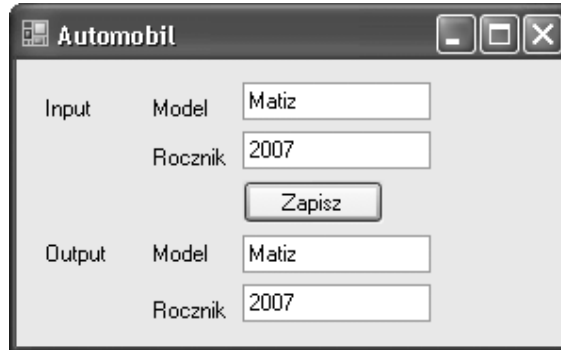 Automobil
Input Model Matiz
Rocznik 2007
Zapisz
Output Model Matiz
Rocznik 2007